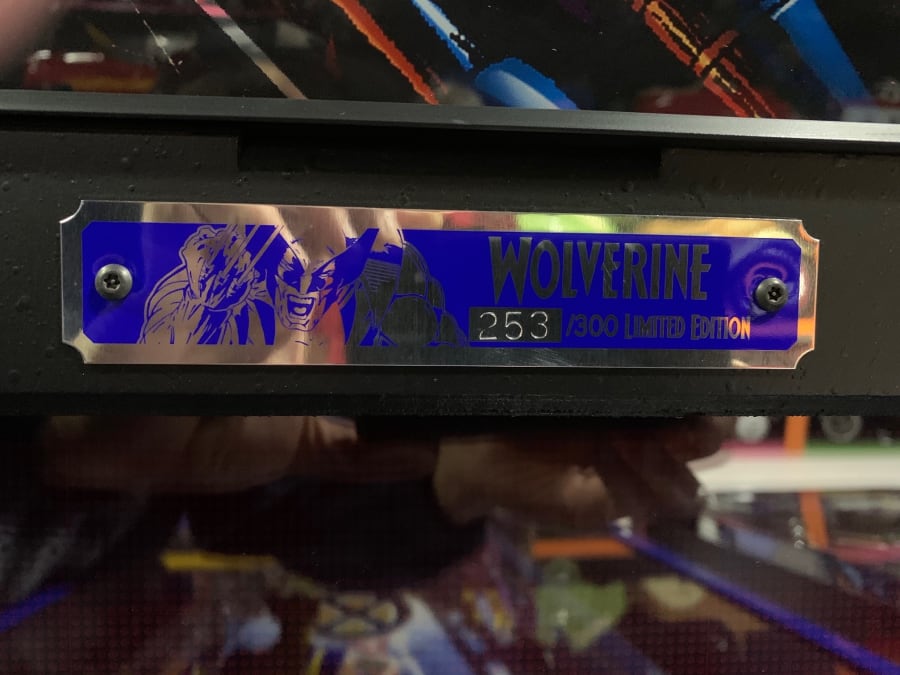 WOLVERINE
253 /300 LIMITED EDITION